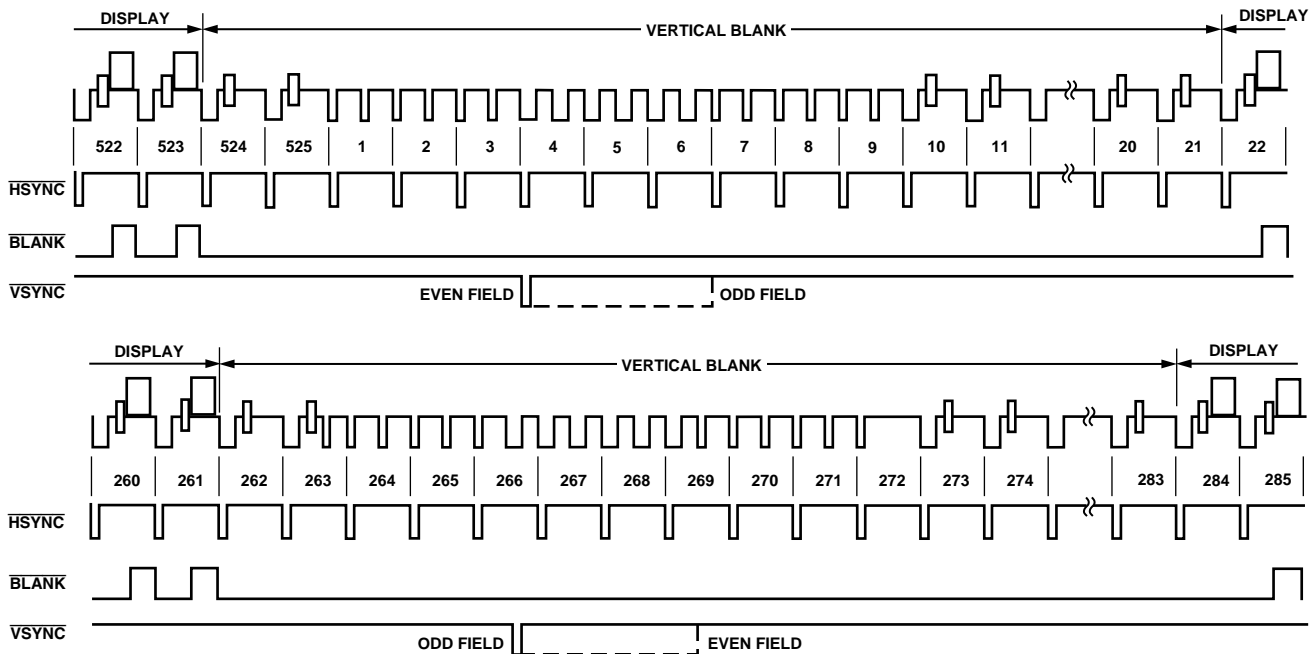 DISPLAY VERTICAL BLANK DISPLAY
522 523 524 525 1 2 3 4 5 6 7 8 9 10 11 20 21 22
HSYNC
BLANK
VSYNC EVEN FIELD ODD FIELD
DISPLAY VERTICAL BLANK DISPLAY
260 261 262 263 264 265 266 267 268 269 270 271 272 273 274 283 284 285
HSYNC
BLANK
VSYNC ODD FIELD EVEN FIELD